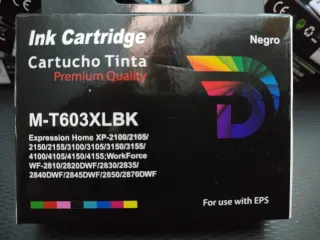 Ink Cartridge
Negro
Cartucho Tinta
Premium Quality
M-T603XLBK
Expression Home XP-2100/2105/
2150/2155/3100/3105/3150/3155/
4100/4105/4150/4155;WorkForce
WF-2810/2820DWF/2830/2835/
2840DWF/2845DWF/2850/2870DWF
For use with EPS